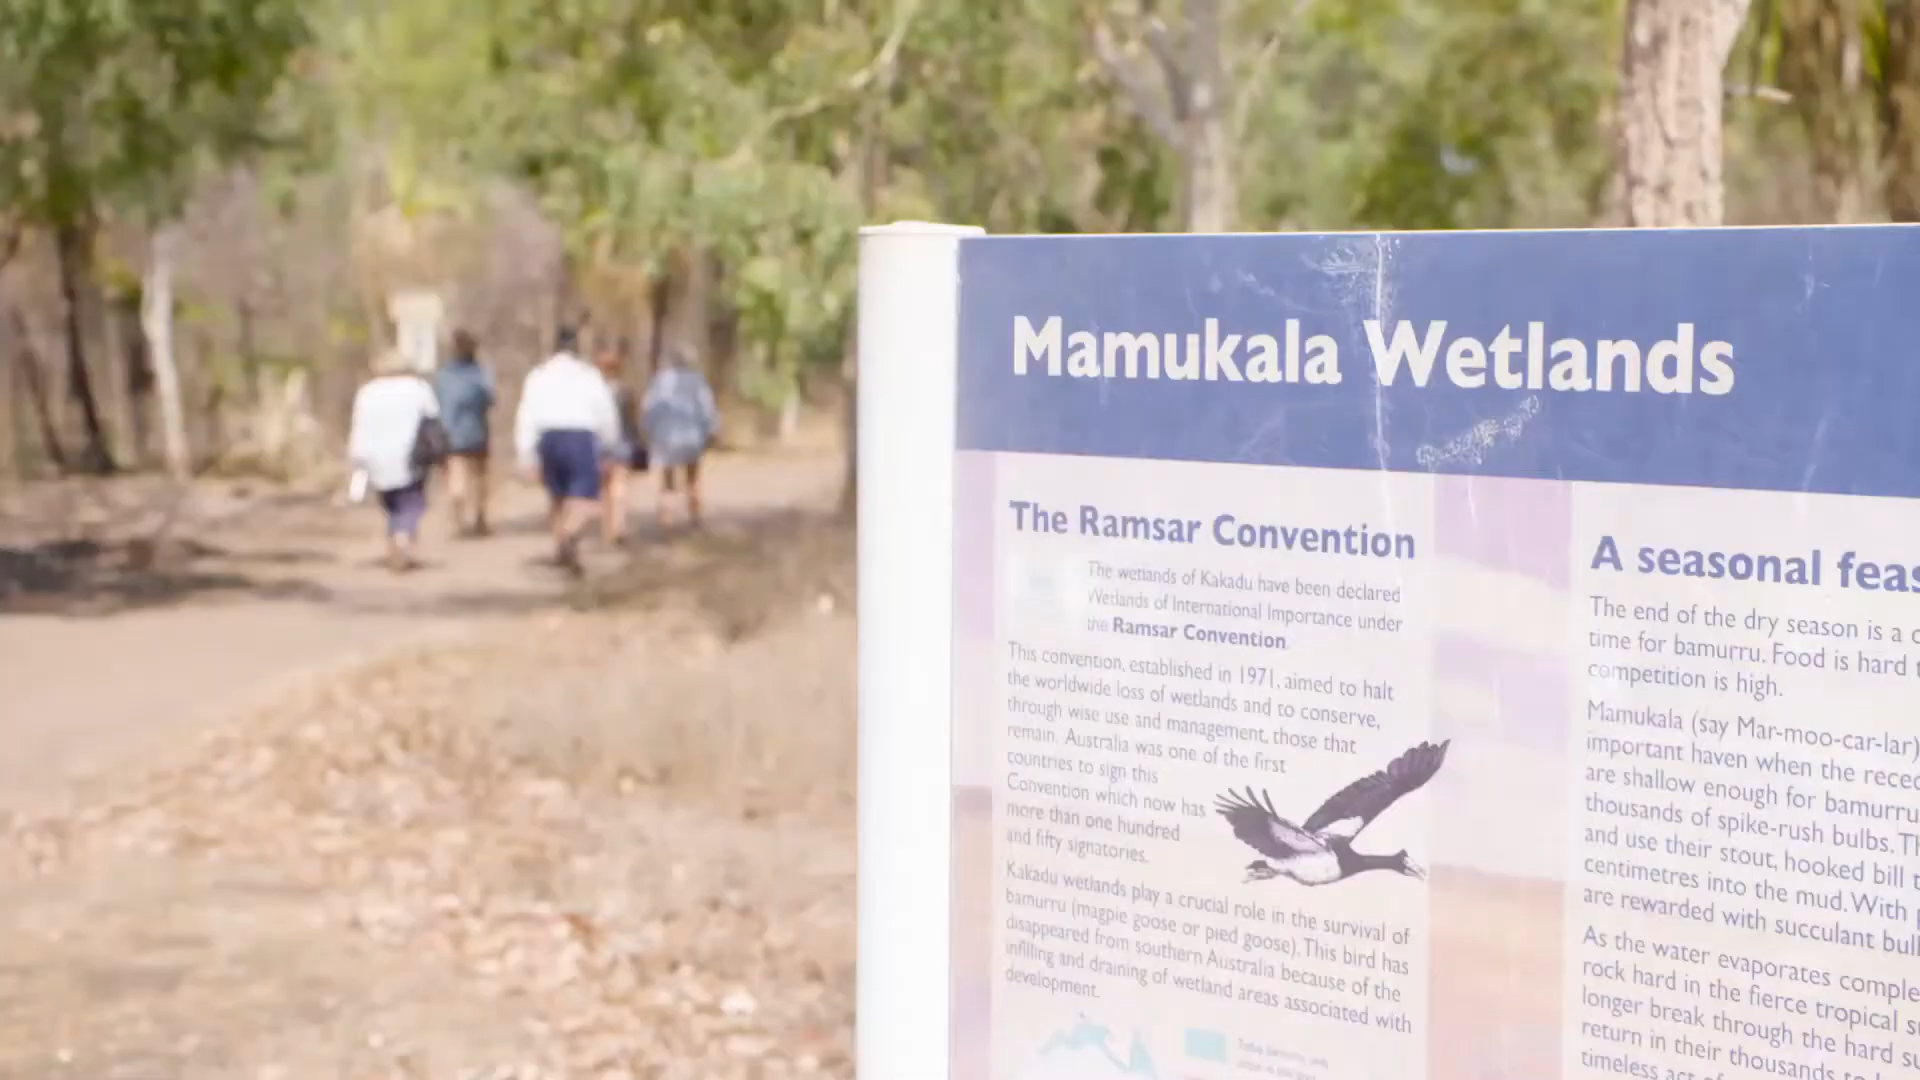 Mamukala Wetlands
The Ramsar Convention
The wetlands of Kakadu have been declared
Wetlands of International Importance under
the Ramsar Convention.
This convention, established in 1971, aimed to halt
the worldwide loss of wetlands and to conserve,
through wise use and management, those that
remain. Australia was one of the first
countries to sign this
Convention which now has
more than one hundred
and fifty signatories.
Kakadu wetlands play a crucial role in the survival of
bamurru (magpie goose or pied goose). This bird has
disappeared from southern Australia because of the
infilling and draining of wetland areas associated with
development.
A seasonal feas
The end of the dry season is a c
time for bamurru. Food is hard t
competition is high.
Mamukala (say Mar-moo-car-lar)
important haven when the reced
are shallow enough for bamurru
thousands of spike-rush bulbs. Th
and use their stout, hooked bill t
centimetres into the mud. With
are rewarded with succulant bul
As the water evaporates comple
rock hard in the fierce tropical s
longer break through the hard su
return in their thousands to
timeless act